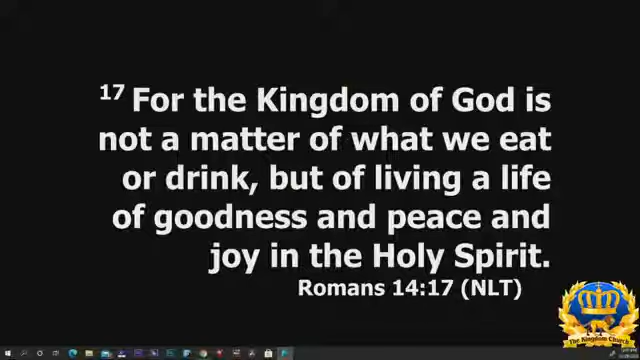 17 For the Kingdom of God is
not a matter of what we eat
or drink, but of living a life
of goodness and peace and
joy in the Holy Spirit.
Romans 14:17 (NLT)
The Kingdom Church